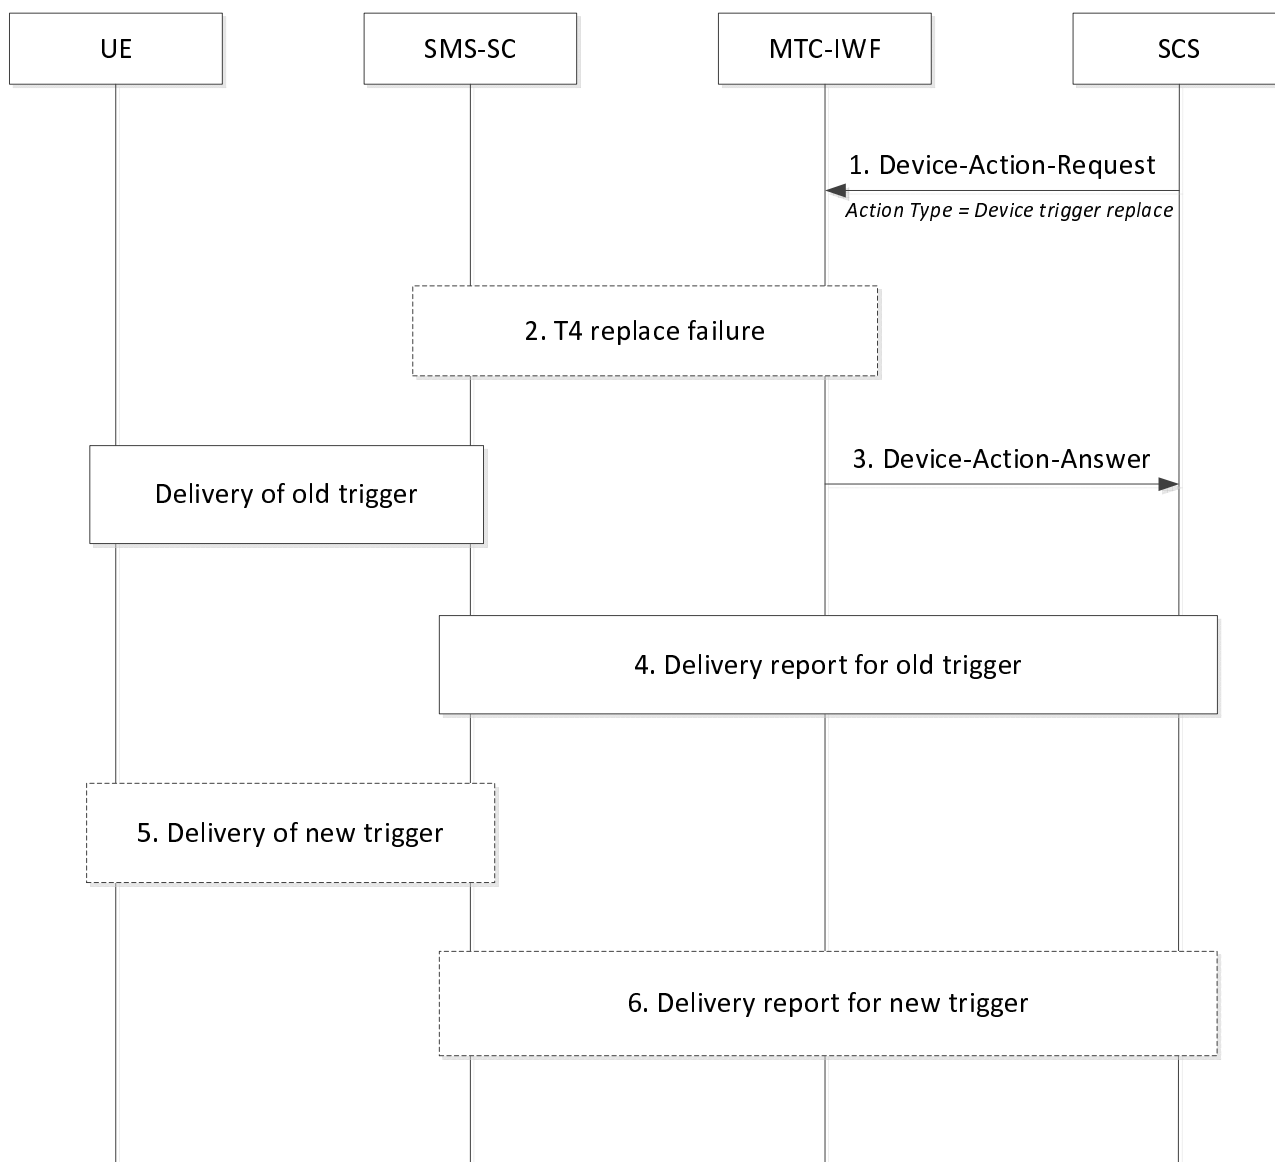 UE
SMS-SC
MTC-IWF
SCS
1. Device-Action-Request
Action Type = Device trigger replace
2. T4 replace failure
3. Device-Action-Answer
Delivery of old trigger
4. Delivery report for old trigger
5. Delivery of new trigger
6. Delivery report for new trigger